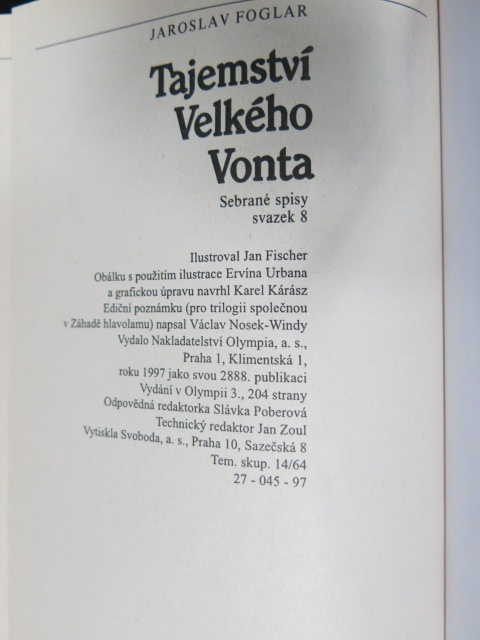 JAROSLAV FOGLAR
Tajemství
Velkého
Vonta
Sebrané spisy
svazek 8
Ilustroval Jan Fischer
Obálku s použitím ilustrace Ervína Urbana
a grafickou úpravu navrhl Karel Kárász
Ediční poznámku (pro trilogii společnou
v Záhadě hlavolamu) napsal Václav Nosek-Windy
Vydalo Nakladatelství Olympia, a. s.,
Praha 1, Klimentská 1,
roku 1997 jako svou 2888. publikaci
Vydání v Olympii 3., 204 strany
Odpovědná redaktorka Slávka Poberová
Technický redaktor Jan Zoul
Vytiskla Svoboda, a. s., Praha 10, Sazečská 8
Tem. skup. 14/64
27 - 045 - 97